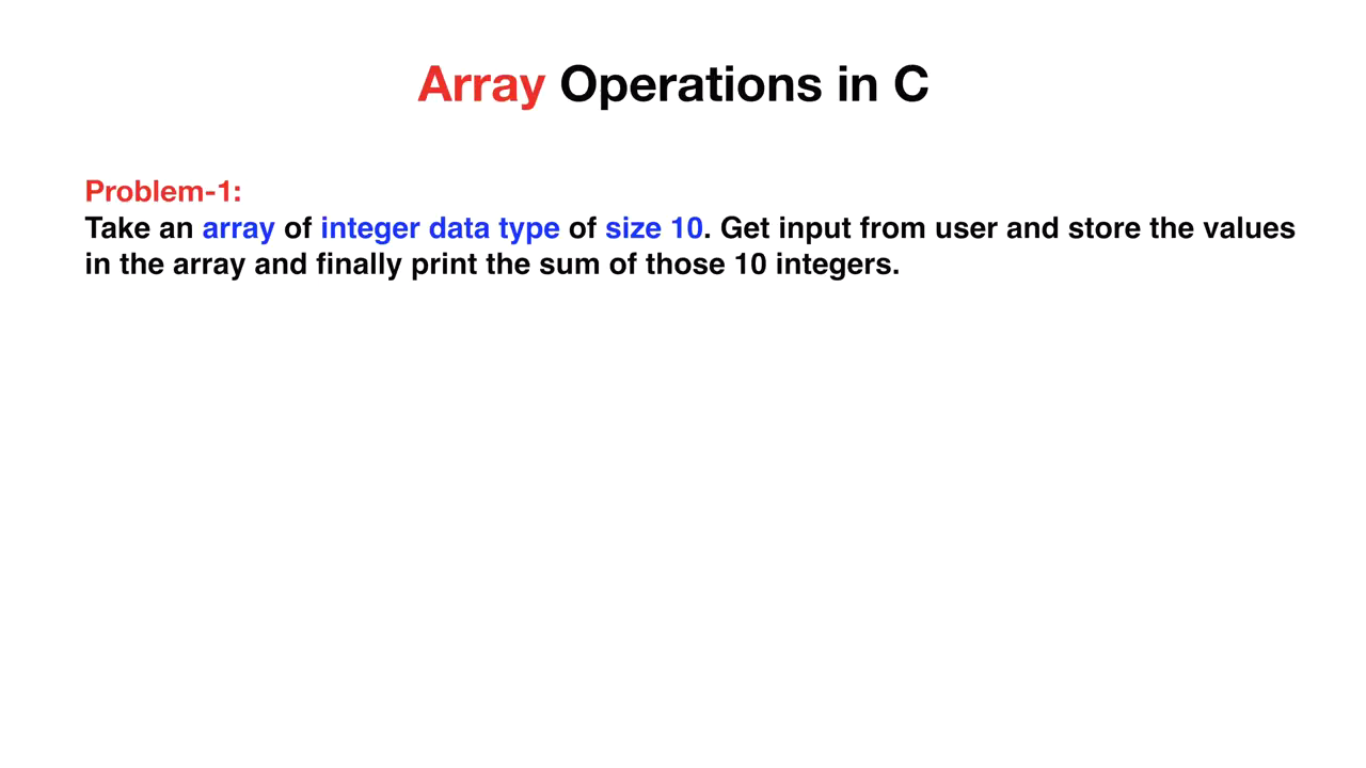 Array Operations in C
Problem-1:
Take an array of integer data type of size 10. Get input from user and store the values
in the array and finally print the sum of those 10 integers.